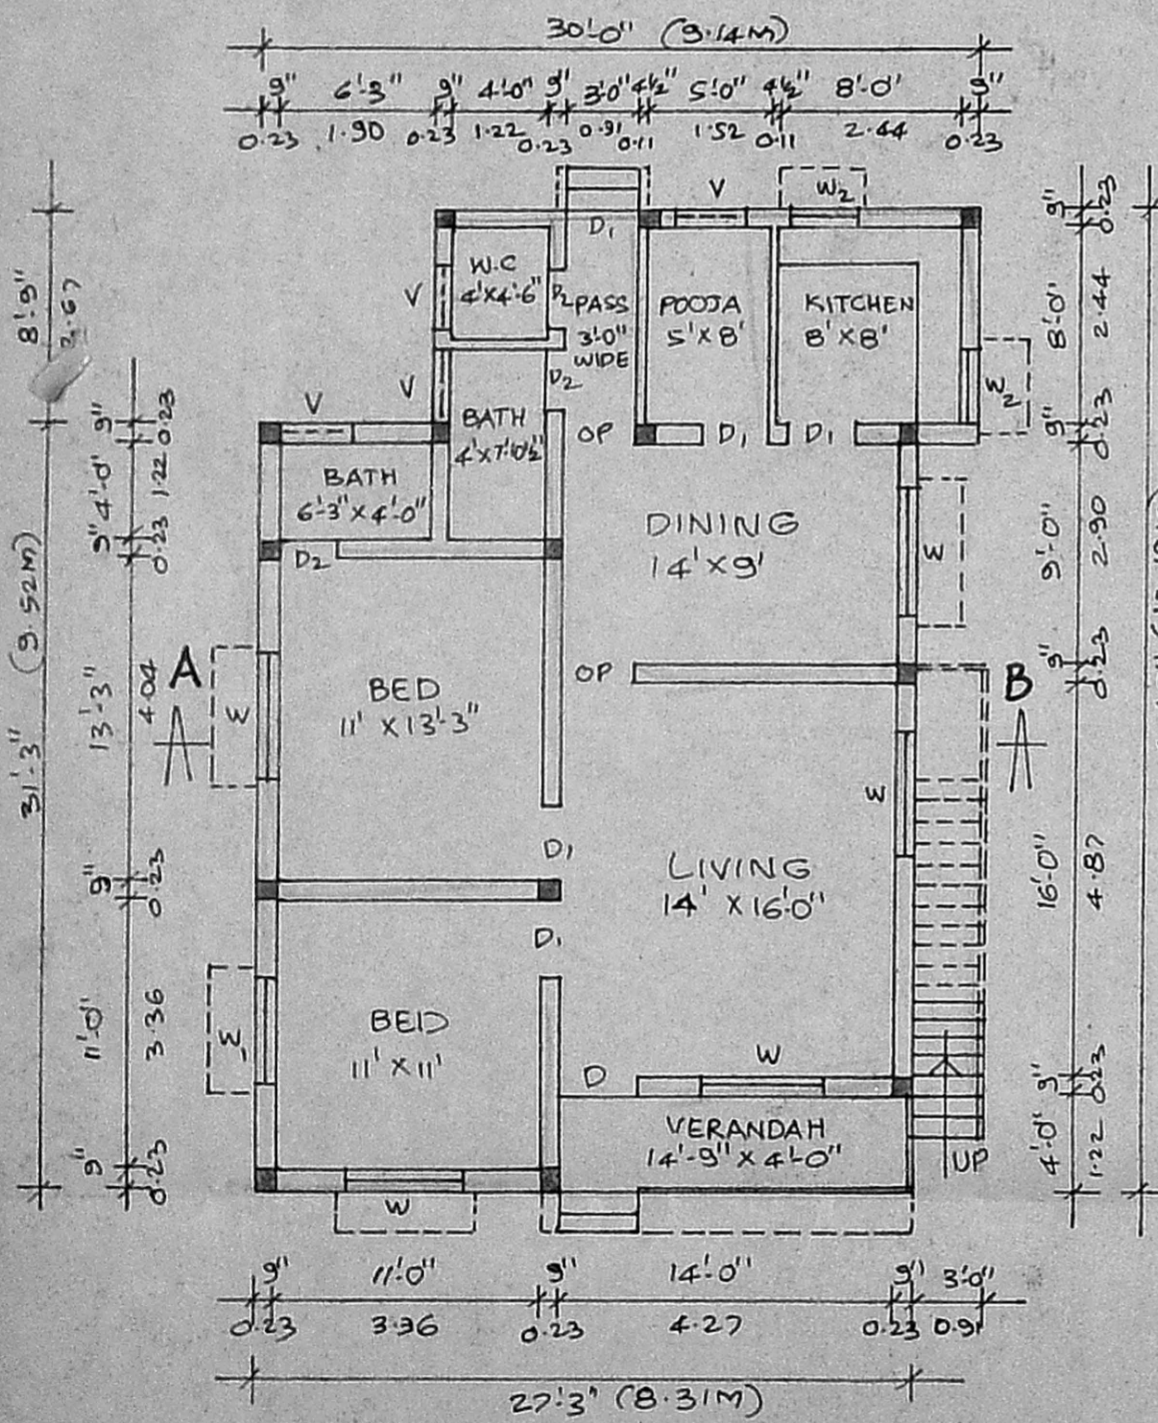 30'-0" (9.14M)
9" 6'-3" 9" 4'-0" 9" 3'-0" 4½" 5'-0" 4½" 8'-0" 9"
0.23 1.90 0.23 1.22 0.23 0.91 0.11 1.52 0.11 2.44 0.23
V W2
D1
W.C
4'X4'-6"
V D2 PASS
3'-0"
WIDE
POOJA
5'X8'
KITCHEN
8'X8'
W2
V D2
V
BATH
4'X7'-10½"
OP D1 D1
BATH
6'-3"X4'-0"
D2
DINING
14'X9'
W
OP
A
B
W
BED
11' X13'-3"
W
D1
LIVING
14' X16'-0"
D1
W
BED
11' X11'
W
D
VERANDAH
14'-9"X4'-0"
UP
W
8'-9"
2.67
31'-3" (9.52M)
9" 0.23
4'-0" 1.22
9" 0.23
13'-3" 4.04
9" 0.23
11'-0" 3.36
9" 0.23
9" 0.23
8'-0" 2.44
9" 0.23
9'-0" 2.90
9" 0.23
16'-0" 4.87
9" 0.23
4'-0" 1.22
9" 11'-0" 9" 14'-0" 9" 3'-0"
0.23 3.36 0.23 4.27 0.23 0.91
27'-3" (8.31M)